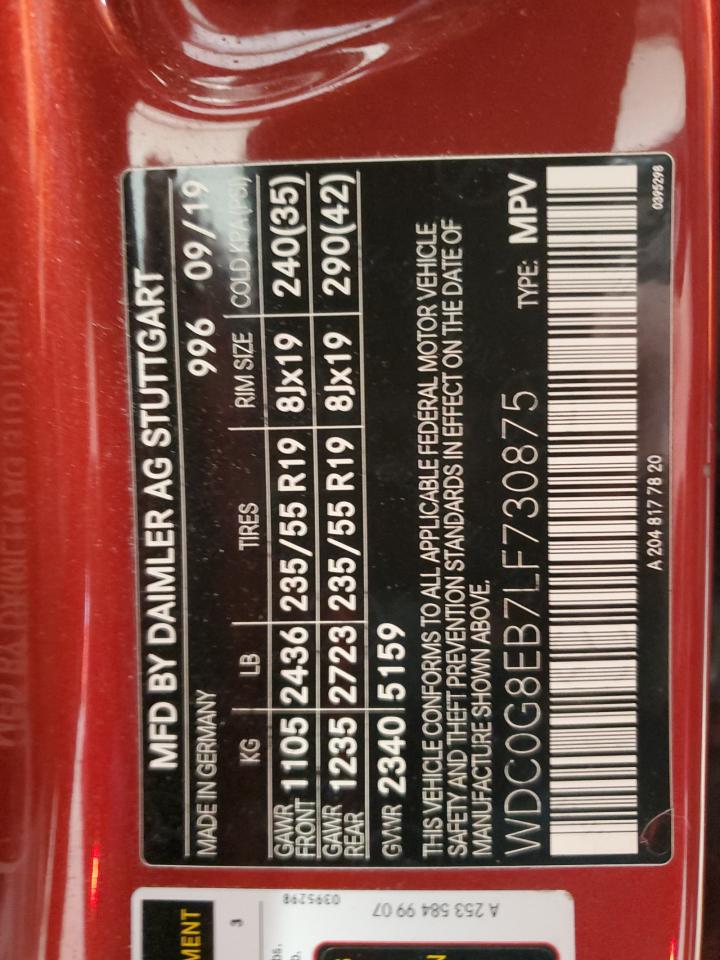 MFD BY DAIMLER AG STUTTGART
MADE IN GERMANY 996 09/19
KG LB TIRES RIM SIZE COLD KPA(PSI)
GAWR FRONT 1105 2436 235/55 R19 8Jx19 240(35)
GAWR REAR 1235 2723 235/55 R19 8Jx19 290(42)
GVWR 2340 5159
THIS VEHICLE CONFORMS TO ALL APPLICABLE FEDERAL MOTOR VEHICLE
SAFETY AND THEFT PREVENTION STANDARDS IN EFFECT ON THE DATE OF
MANUFACTURE SHOWN ABOVE.
WDC0G8EB7LF730875 TYPE: MPV
A 204 817 78 20 0395298
MENT
3
0395298
A 253 584 99 07